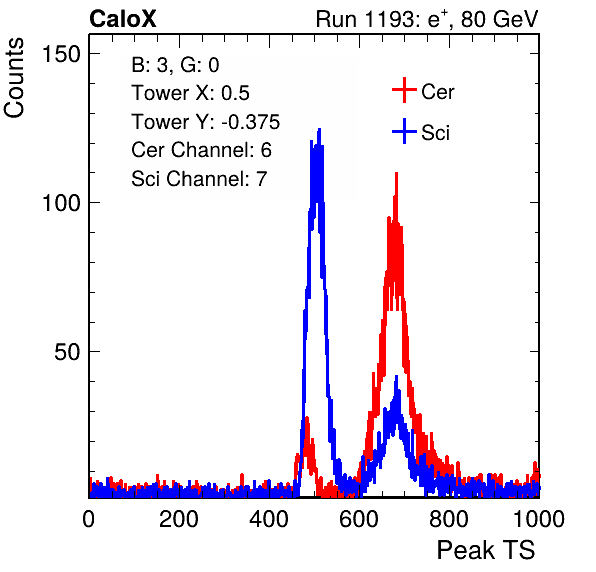 CaloX Run 1193: e⁺, 80 GeV
Counts
150
100
50
B: 3, G: 0
Tower X: 0.5
Tower Y: -0.375
Cer Channel: 6
Sci Channel: 7
Cer
Sci
0 200 400 600 800 1000
Peak TS